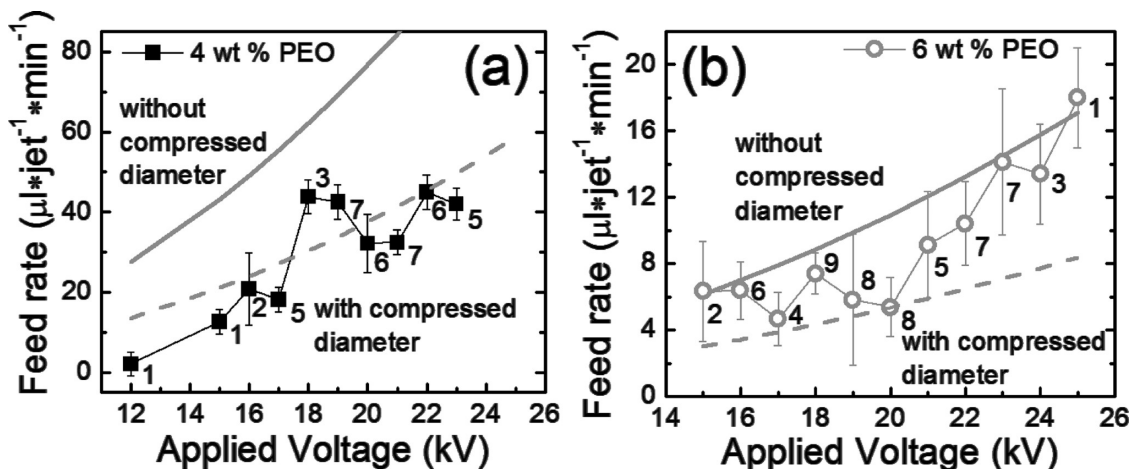 4 wt % PEO
(a)
without
compressed
diameter
with compressed
diameter
1
1
2
5
3
7
6
7
6
5
Feed rate (μl∗jet⁻¹∗min⁻¹)
80
60
40
20
0
12 14 16 18 20 22 24 26
Applied Voltage (kV)
6 wt % PEO
(b)
without
compressed
diameter
with compressed
diameter
2
6
4
9
8
8
5
7
7
3
1
Feed rate (μl∗jet⁻¹∗min⁻¹)
20
16
12
8
4
0
14 16 18 20 22 24 26
Applied Voltage (kV)